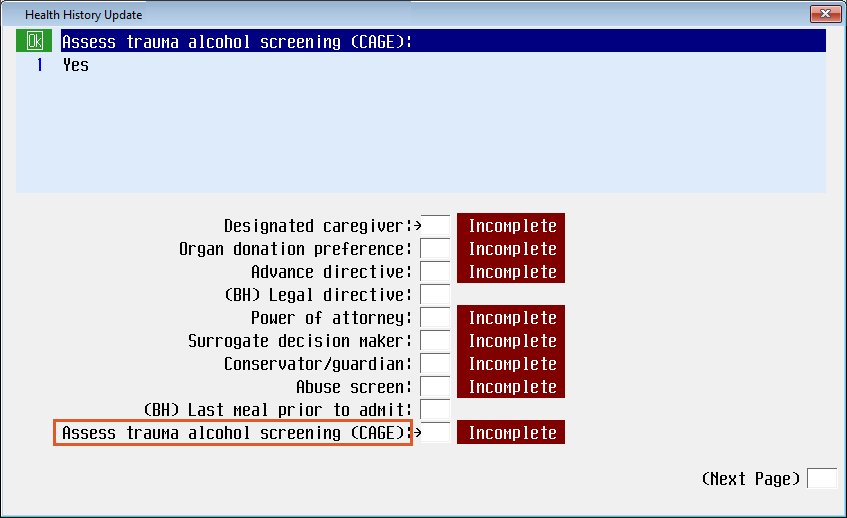 Health History Update
Ok Assess trauma alcohol screening (CAGE):
1 Yes
Designated caregiver:→ Incomplete
Organ donation preference: Incomplete
Advance directive: Incomplete
(BH) Legal directive:
Power of attorney: Incomplete
Surrogate decision maker: Incomplete
Conservator/guardian: Incomplete
Abuse screen: Incomplete
(BH) Last meal prior to admit:
Assess trauma alcohol screening (CAGE):→ Incomplete
(Next Page)